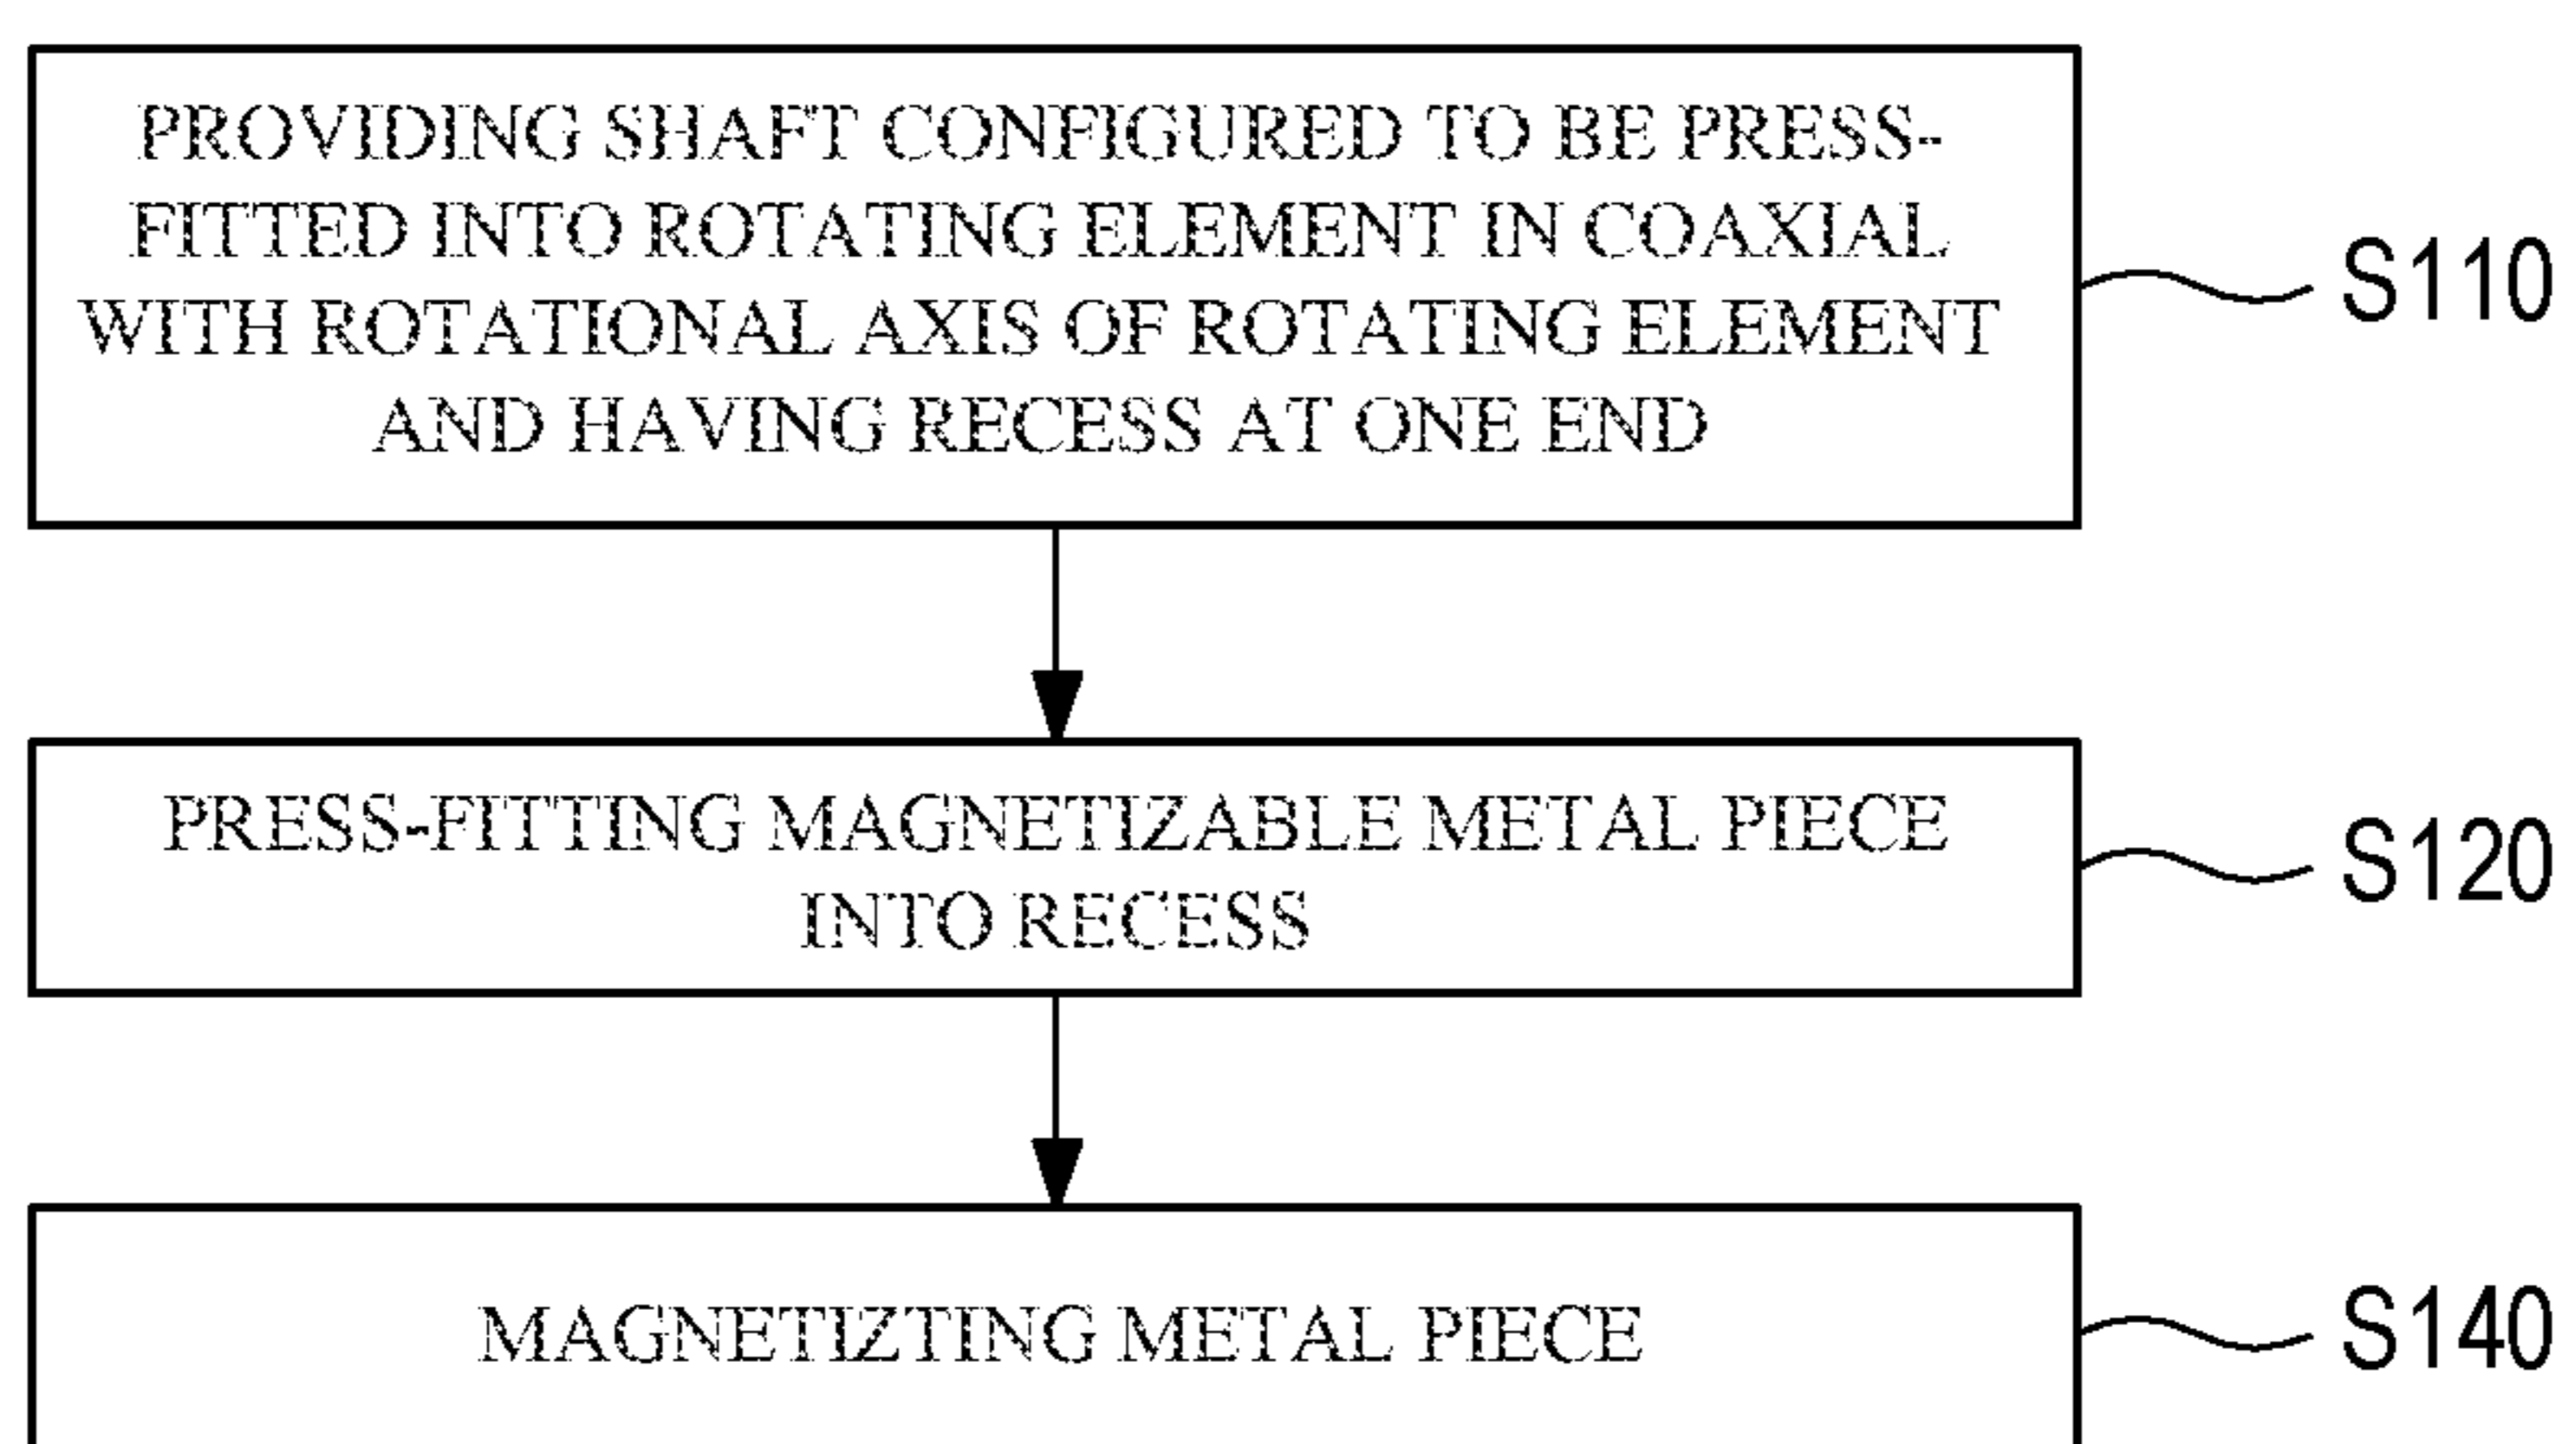 PROVIDING SHAFT CONFIGURED TO BE PRESS-
FITTED INTO ROTATING ELEMENT IN COAXIAL
WITH ROTATIONAL AXIS OF ROTATING ELEMENT
AND HAVING RECESS AT ONE END
S110
PRESS-FITTING MAGNETIZABLE METAL PIECE
INTO RECESS
S120
MAGNETIZTING METAL PIECE
S140